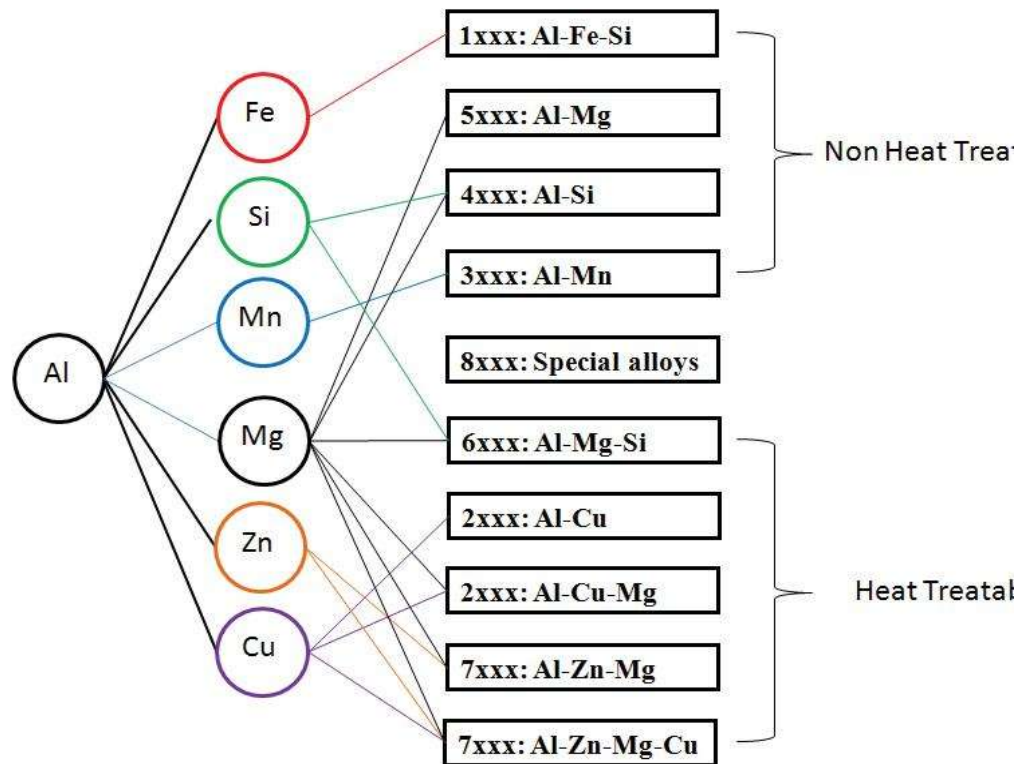 Al
Fe
Si
Mn
Mg
Zn
Cu
1xxx: Al-Fe-Si
5xxx: Al-Mg
4xxx: Al-Si
3xxx: Al-Mn
8xxx: Special alloys
6xxx: Al-Mg-Si
2xxx: Al-Cu
2xxx: Al-Cu-Mg
7xxx: Al-Zn-Mg
7xxx: Al-Zn-Mg-Cu
Non Heat Treat
Heat Treatab